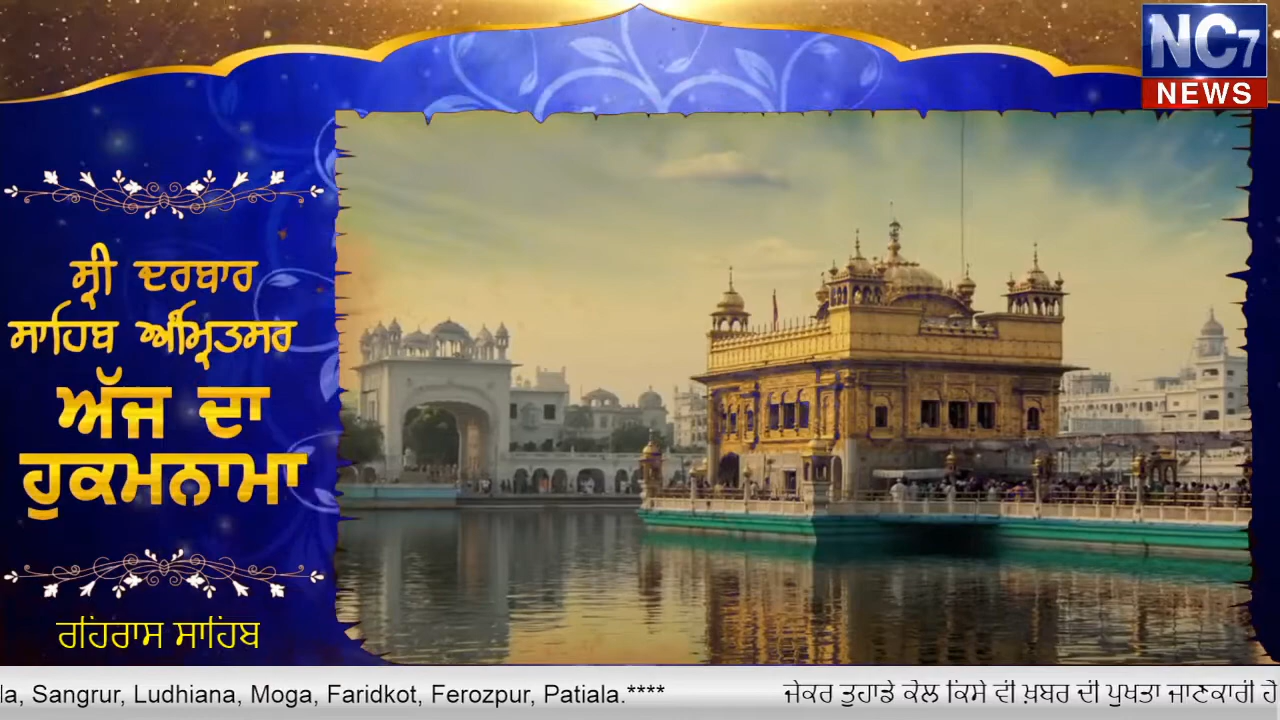 NC7
NEWS
ਸ੍ਰੀ ਦਰਬਾਰ
ਸਾਹਿਬ ਅੰਮ੍ਰਿਤਸਰ
ਅੱਜ ਦਾ
ਹੁਕਮਨਾਮਾ
ਰਹਿਰਾਸ ਸਾਹਿਬ
la, Sangrur, Ludhiana, Moga, Faridkot, Ferozpur, Patiala.**** ਜੇਕਰ ਤੁਹਾਡੇ ਕੋਲ ਕਿਸੇ ਵੀ ਖ਼ਬਰ ਦੀ ਪੁਖਤਾ ਜਾਣਕਾਰੀ ਹੈ